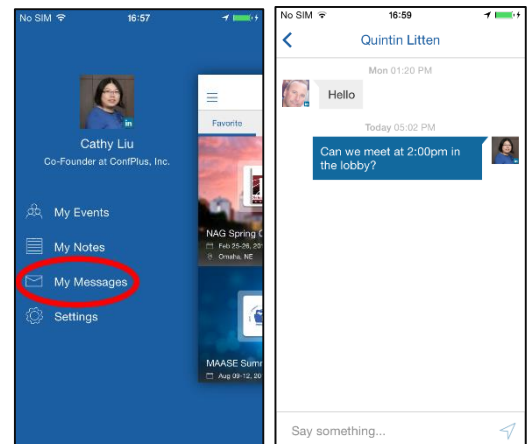 No SIM 16:57
in
Cathy Liu
Co-Founder at ConfPlus, Inc.
My Events
My Notes
My Messages
Settings
Favorite
NAG Spring
Feb 25-26, 20
Omaha, NE
MAASE Sum
Aug 09-12, 20
No SIM 16:59
Quintin Litten
Mon 01:20 PM
Hello
Today 05:02 PM
Can we meet at 2:00pm in
the lobby?
Say something...